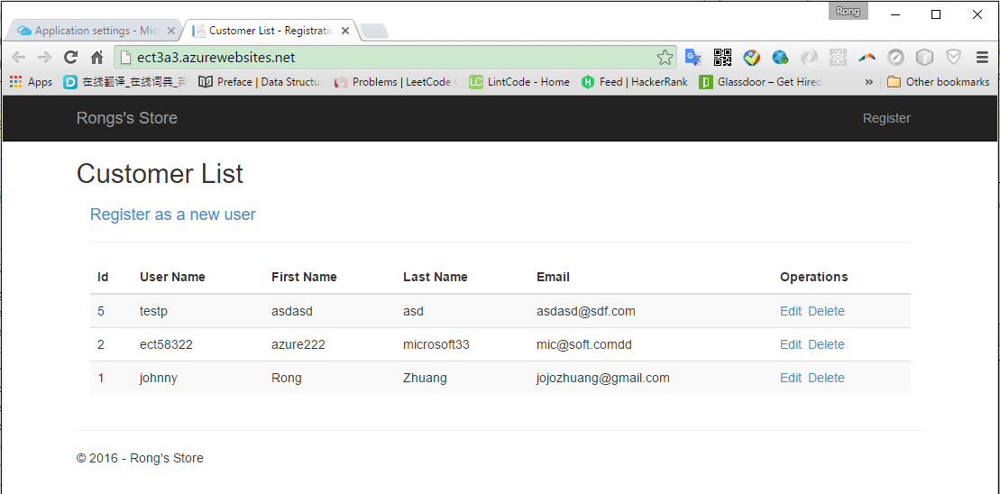 Rong
Application settings - Mic
Customer List - Registratio
ect3a3.azurewebsites.net
Apps 在线翻译_在线词典_英 Preface | Data Structur Problems | LeetCode LC LintCode - Home Feed | HackerRank Glassdoor – Get Hired » Other bookmarks
Rongs's Store Register
Customer List
Register as a new user
Id User Name First Name Last Name Email Operations
5 testp asdasd asd asdasd@sdf.com Edit Delete
2 ect58322 azure222 microsoft33 mic@soft.comdd Edit Delete
1 johnny Rong Zhuang jojozhuang@gmail.com Edit Delete
© 2016 - Rong's Store